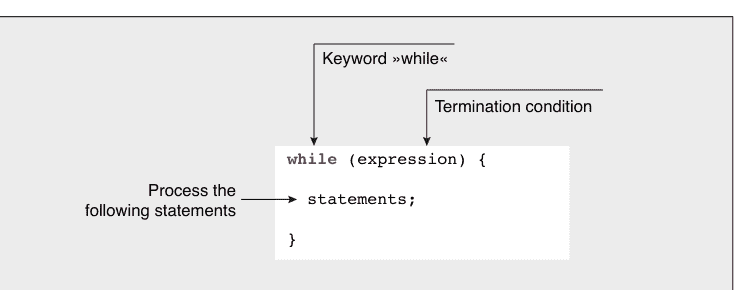 Keyword »while«
Termination condition
while (expression) {
Process the
following statements
statements;
}